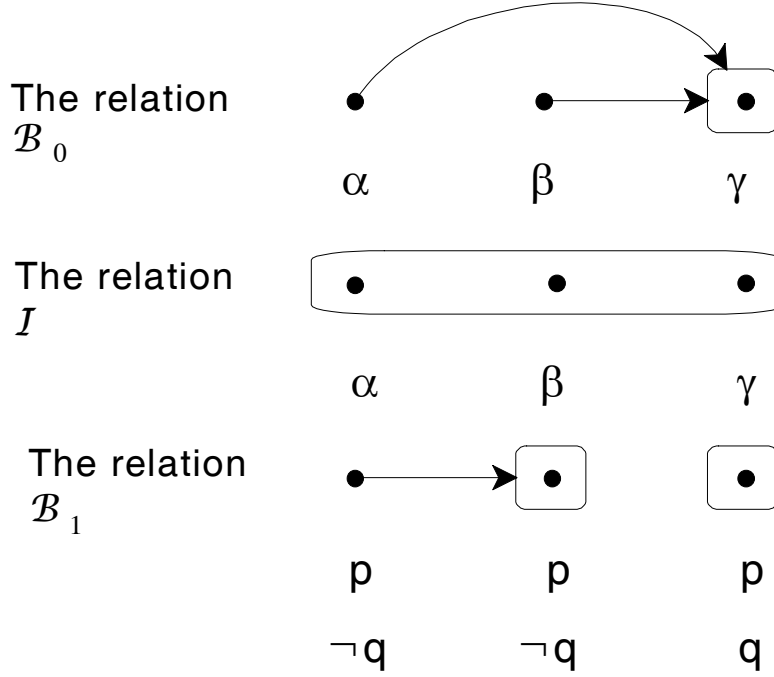 The relation
ℬ 0
α β γ
The relation
ℐ
α β γ
The relation
ℬ 1
p p p
¬q ¬q q